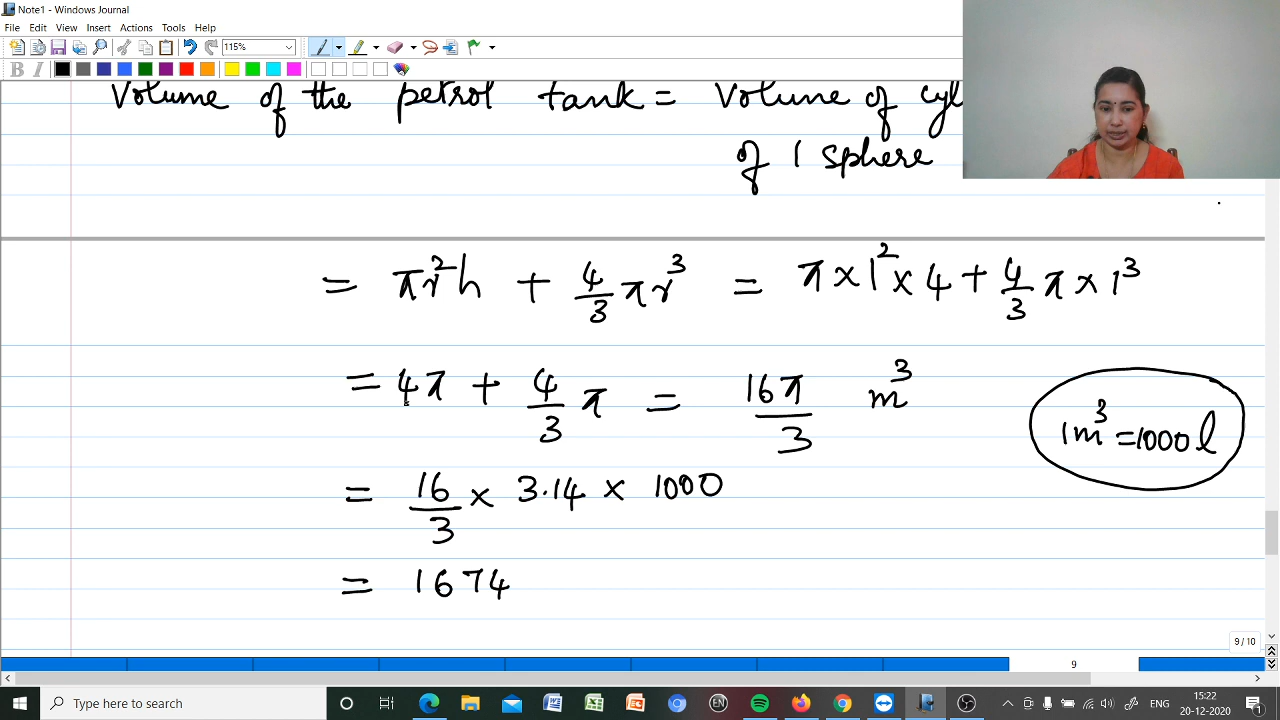 Note1 - Windows Journal
File Edit View Insert Actions Tools Help
115%
B I
Volume of the petrol tank = Volume of cyl
of 1 sphere
= πr²h + 4/3 πr³ = π × 1² × 4 + 4/3 π × 1³
= 4π + 4/3 π = 16π/3 m³
1m³ = 1000 l
= 16/3 × 3.14 × 1000
= 1674
9 / 10
9
Type here to search
EN
ENG
15:22
20-12-2020
1